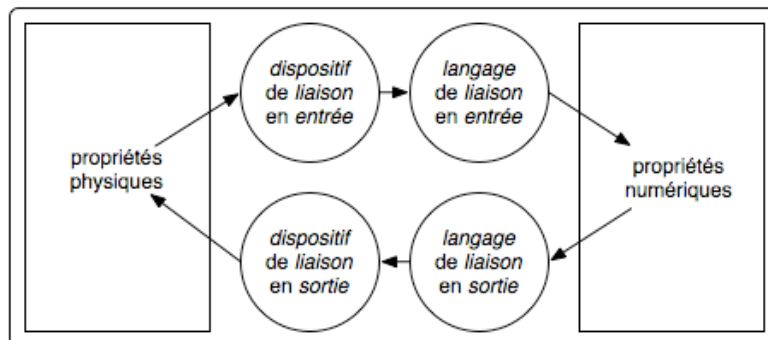 propriétés
physiques
dispositif
de liaison
en entrée
langage
de liaison
en entrée
propriétés
numériques
dispositif
de liaison
en sortie
langage
de liaison
en sortie